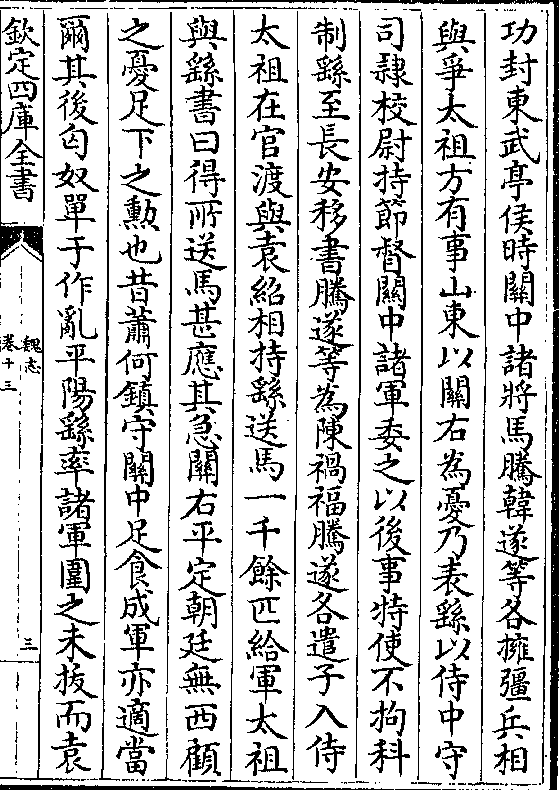 功封東武亭侯時關中諸將馬騰韓遂等各擁彊兵相
與爭太祖方有事山東以關右為憂乃表繇以侍中守
司隸校尉持節督關中諸軍委之以後事特使不拘科
制繇至長安移書騰遂等為陳禍福騰遂各遣子入侍
太祖在官渡與袁紹相持繇送馬一千餘匹給軍太祖
與繇書曰得所送馬甚應其急關右平定朝廷無西顧
之憂足下之勳也昔蕭何鎮守關中足食成軍亦適當
爾其後匈奴單于作亂平陽繇率諸軍圍之未拔而袁
欽定四庫全書
魏志
卷十三
三